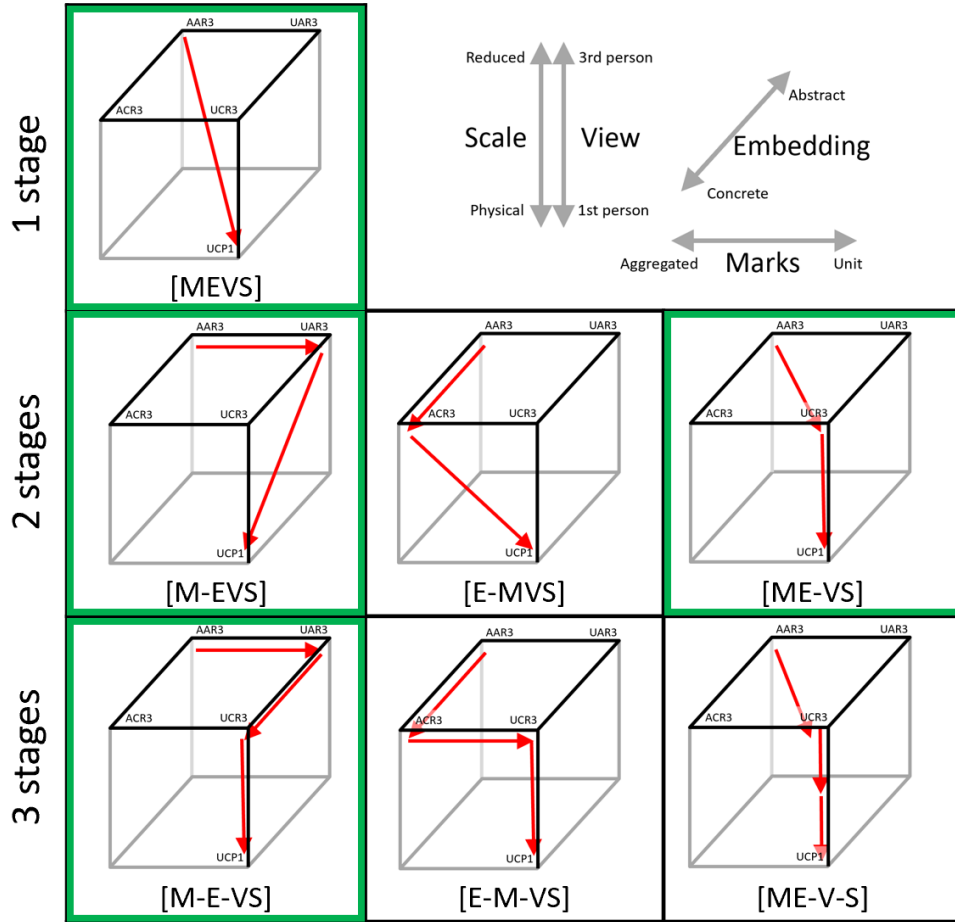 1 stage
AAR3 UAR3
ACR3 UCR3
UCP1
[MEVS]
Reduced 3rd person
Abstract
Scale View Embedding
Concrete
Physical 1st person
Aggregated Marks Unit
2 stages
AAR3 UAR3
ACR3 UCR3
UCP1
[M-EVS]
AAR3 UAR3
ACR3 UCR3
UCP1
[E-MVS]
AAR3 UAR3
ACR3 UCR3
UCP1
[ME-VS]
3 stages
AAR3 UAR3
ACR3 UCR3
UCP1
[M-E-VS]
AAR3 UAR3
ACR3 UCR3
UCP1
[E-M-VS]
AAR3 UAR3
ACR3 UCR3
UCP1
[ME-V-S]